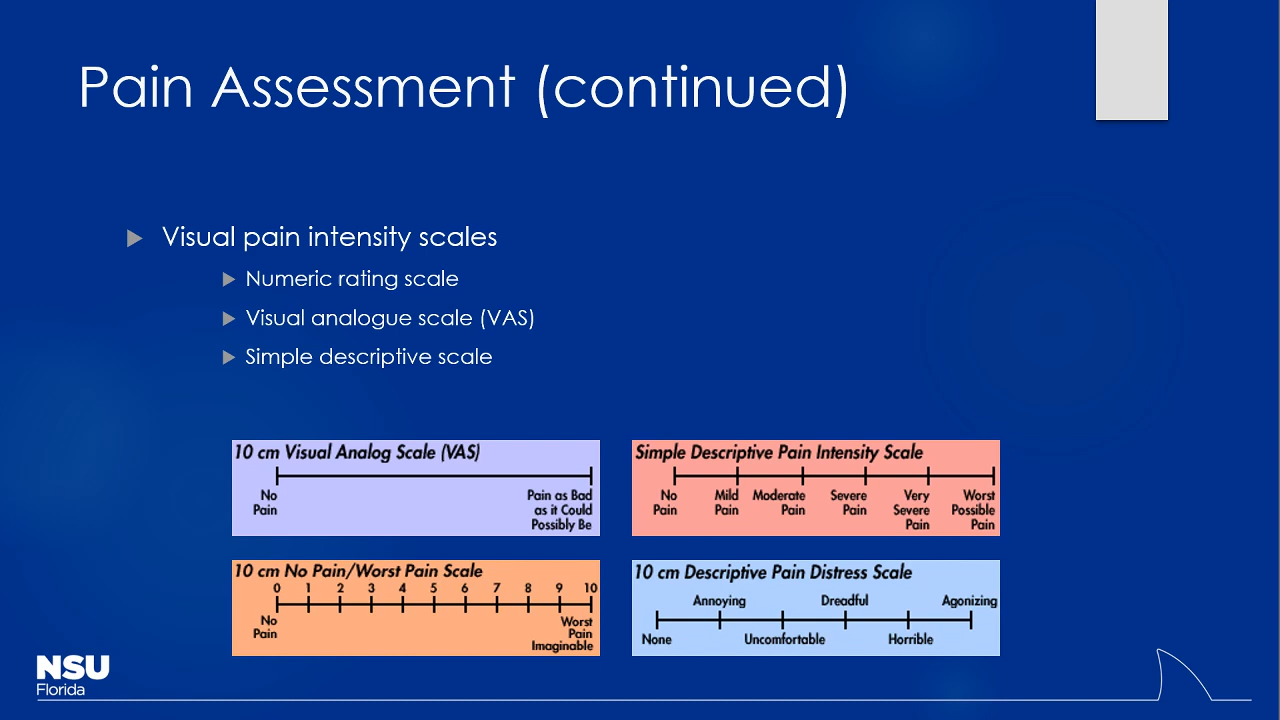 Pain Assessment (continued)
Visual pain intensity scales
Numeric rating scale
Visual analogue scale (VAS)
Simple descriptive scale
10 cm Visual Analog Scale (VAS)
No
Pain
Pain as Bad
as it Could
Possibly Be
Simple Descriptive Pain Intensity Scale
No
Pain
Mild
Pain
Moderate
Pain
Severe
Pain
Very
Severe
Pain
Worst
Possible
Pain
10 cm No Pain/Worst Pain Scale
0 1 2 3 4 5 6 7 8 9 10
No
Pain
Worst
Pain
Imaginable
10 cm Descriptive Pain Distress Scale
Annoying Dreadful Agonizing
None Uncomfortable Horrible
NSU
Florida